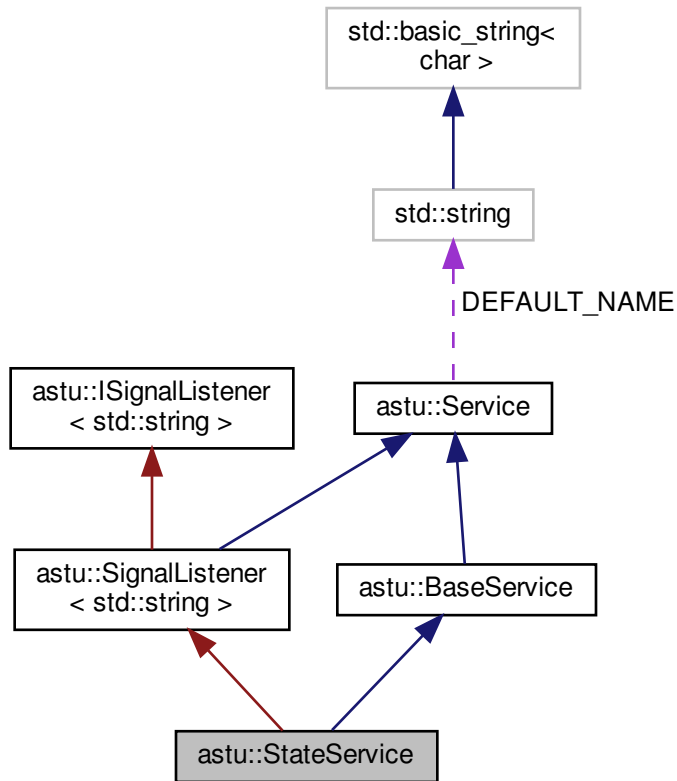 std::basic_string<
char >
std::string
DEFAULT_NAME
astu::ISignalListener
< std::string >
astu::Service
astu::SignalListener
< std::string >
astu::BaseService
astu::StateService